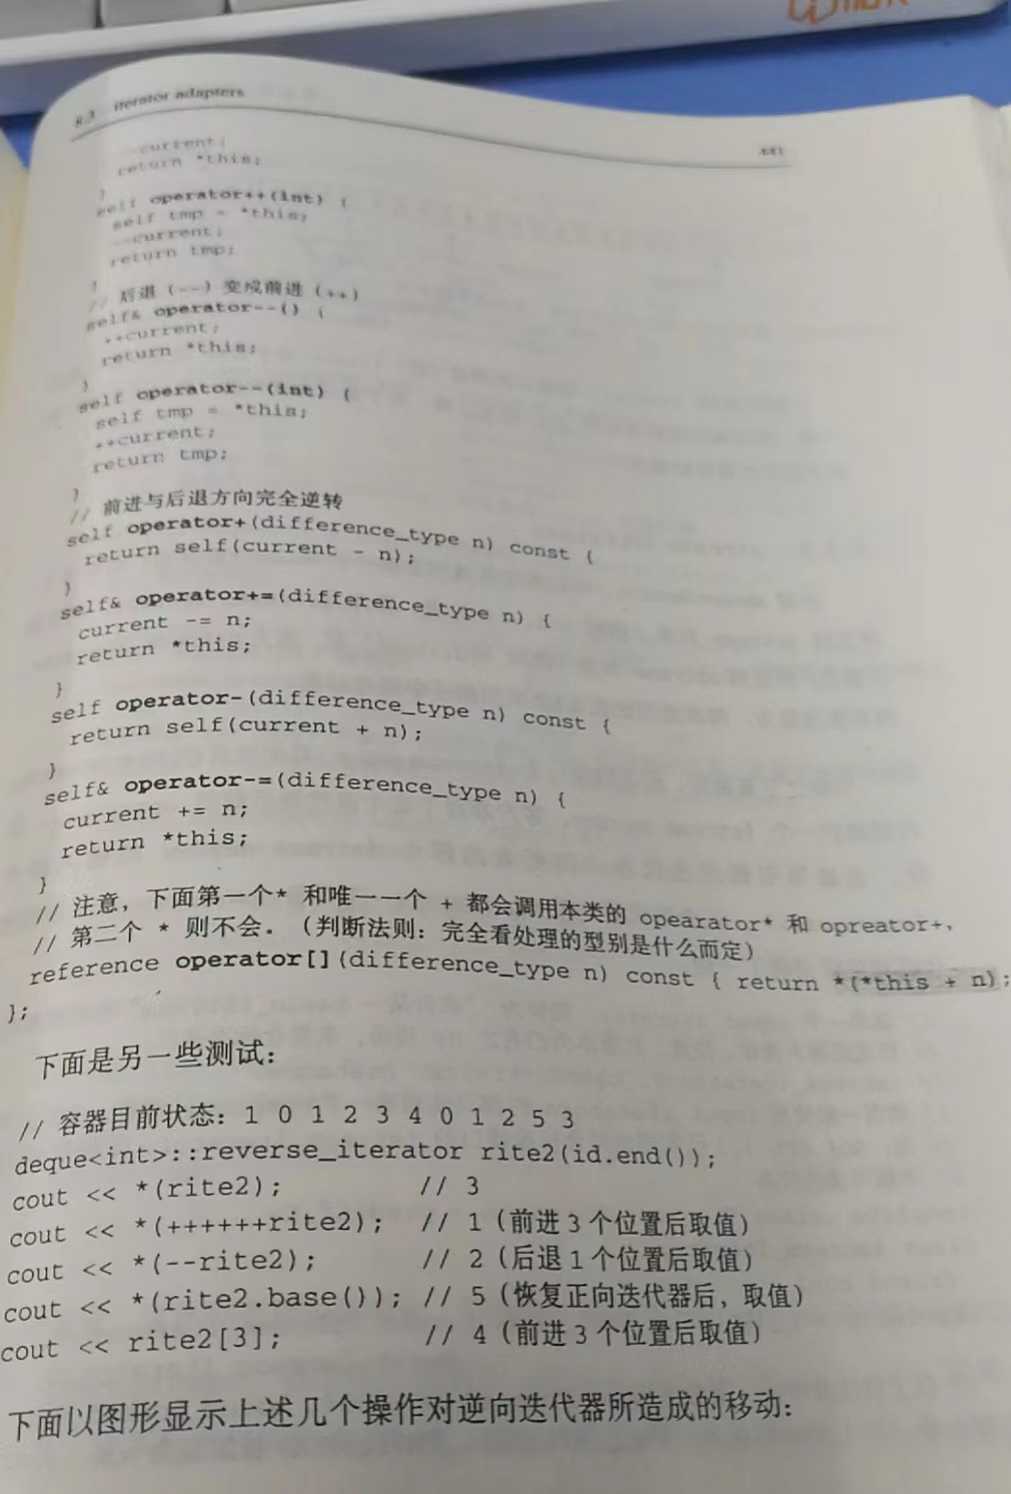 8.3 iterator adapters
441
--current;
return *this;
}
self operator++(int) {
self tmp = *this;
--current;
return tmp;
}
// 后退（--）变成前进（++）
self& operator--() {
++current;
return *this;
}
self operator--(int) {
self tmp = *this;
++current;
return tmp;
}
// 前进与后退方向完全逆转
self operator+(difference_type n) const {
return self(current - n);
}
self& operator+=(difference_type n) {
current -= n;
return *this;
}
self operator-(difference_type n) const {
return self(current + n);
}
self& operator-=(difference_type n) {
current += n;
return *this;
}
// 注意，下面第一个* 和唯一一个 + 都会调用本类的 opearator* 和 opreator+，
// 第二个 * 则不会。（判断法则：完全看处理的型别是什么而定）
reference operator[](difference_type n) const { return *(*this + n);
};
下面是另一些测试：
// 容器目前状态：1 0 1 2 3 4 0 1 2 5 3
deque<int>::reverse_iterator rite2(id.end());
cout << *(rite2); // 3
cout << *(++++++rite2); // 1（前进 3 个位置后取值）
cout << *(--rite2); // 2（后退 1 个位置后取值）
cout << *(rite2.base()); // 5（恢复正向迭代器后，取值）
cout << rite2[3]; // 4（前进 3 个位置后取值）
下面以图形显示上述几个操作对逆向迭代器所造成的移动：